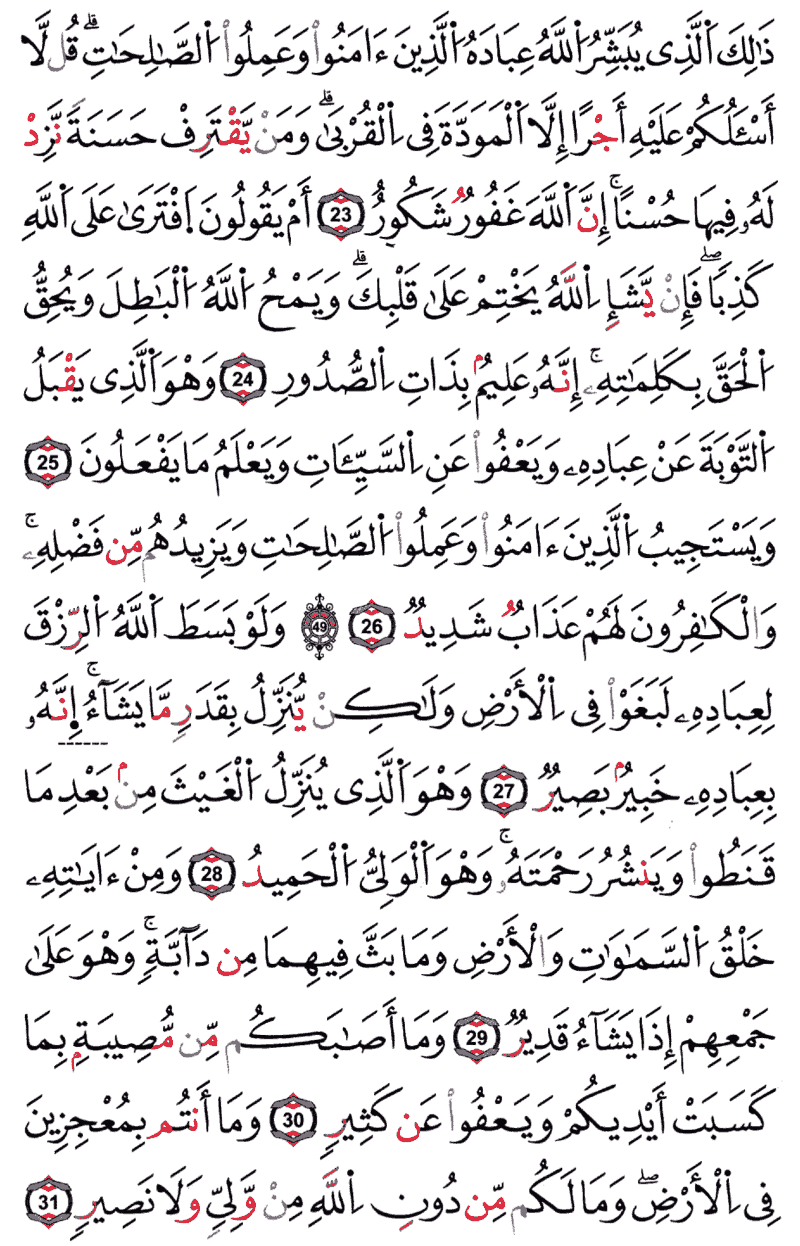 ذَٰلِكَ ٱلَّذِى يُبَشِّرُ ٱللَّهُ عِبَادَهُ ٱلَّذِينَ ءَامَنُوا۟ وَعَمِلُوا۟ ٱلصَّـٰلِحَـٰتِ ۗ قُل لَّا
أَسْـَٔلُكُمْ عَلَيْهِ أَجْرًا إِلَّا ٱلْمَوَدَّةَ فِى ٱلْقُرْبَىٰ ۗ وَمَنْ يَّقْتَرِفْ حَسَنَةً نَّزِدْ
لَهُۥ فِيهَا حُسْنًا ۚ إِنَّ ٱللَّهَ غَفُورٌ شَكُورٌ 23 أَمْ يَقُولُونَ ٱفْتَرَىٰ عَلَى ٱللَّهِ
كَذِبًا ۖ فَإِنْ يَّشَإِ ٱللَّهُ يَخْتِمْ عَلَىٰ قَلْبِكَ ۗ وَيَمْحُ ٱللَّهُ ٱلْبَـٰطِلَ وَيُحِقُّ
ٱلْحَقَّ بِكَلِمَـٰتِهِۦٓ ۚ إِنَّهُۥ عَلِيمٌۢ بِذَاتِ ٱلصُّدُورِ 24 وَهْوَ ٱلَّذِى يَقْبَلُ
ٱلتَّوْبَةَ عَنْ عِبَادِهِۦ وَيَعْفُوا۟ عَنِ ٱلسَّيِّـَٔاتِ وَيَعْلَمُ مَا يَفْعَلُونَ 25
وَيَسْتَجِيبُ ٱلَّذِينَ ءَامَنُوا۟ وَعَمِلُوا۟ ٱلصَّـٰلِحَـٰتِ وَيَزِيدُهُم مِّن فَضْلِهِۦ ۚ
وَٱلْكَـٰفِرُونَ لَهُمْ عَذَابٌ شَدِيدٌ 26 49 وَلَوْ بَسَطَ ٱللَّهُ ٱلرِّزْقَ
لِعِبَادِهِۦ لَبَغَوْا۟ فِى ٱلْأَرْضِ وَلَـٰكِنْ يُّنَزِّلُ بِقَدَرٍ مَّا يَشَآءُ ۚ إِنَّهُۥ
بِعِبَادِهِۦ خَبِيرٌۢ بَصِيرٌ 27 وَهْوَ ٱلَّذِى يُنَزِّلُ ٱلْغَيْثَ مِنۢ بَعْدِ مَا
قَنَطُوا۟ وَيَنشُرُ رَحْمَتَهُۥ ۚ وَهْوَ ٱلْوَلِىُّ ٱلْحَمِيدُ 28 وَمِنْ ءَايَـٰتِهِۦ
خَلْقُ ٱلسَّمَـٰوَٰتِ وَٱلْأَرْضِ وَمَا بَثَّ فِيهِمَا مِن دَآبَّةٍ ۚ وَهْوَ عَلَىٰ
جَمْعِهِمْ إِذَا يَشَآءُ قَدِيرٌ 29 وَمَا أَصَـٰبَكُم مِّن مُّصِيبَةٍۭ بِمَا
كَسَبَتْ أَيْدِيكُمْ وَيَعْفُوا۟ عَن كَثِيرٍ 30 وَمَا أَنتُم بِمُعْجِزِينَ
فِى ٱلْأَرْضِ ۖ وَمَا لَكُم مِّن دُونِ ٱللَّهِ مِنْ وَّلِىٍّ وَلَا نَصِيرٍ 31